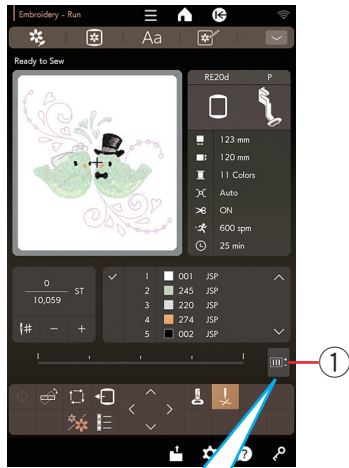 Embroidery - Run
Aa
Ready to Sew
RE20d P
123 mm
120 mm
11 Colors
Auto
ON
600 spm
25 min
0
10,059
ST
1 001 JSP
2 245 JSP
3 220 JSP
4 274 JSP
5 002 JSP
#
- +
?
1